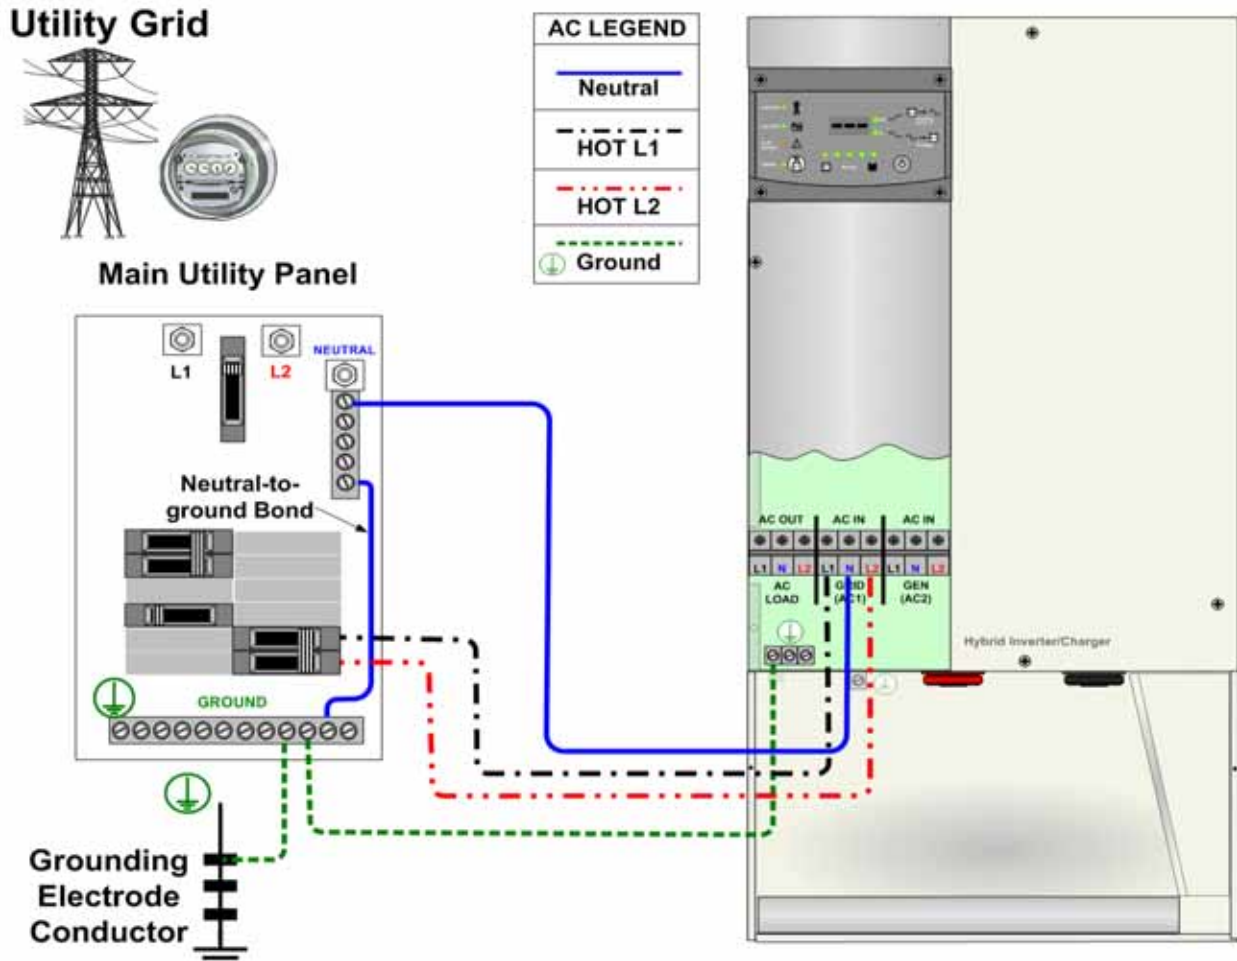 Utility Grid
AC LEGEND
Neutral
HOT L1
HOT L2
Ground
Main Utility Panel
L1
L2
NEUTRAL
Neutral-to-
ground Bond
GROUND
Grounding
Electrode
Conductor
AC OUT
AC IN
AC IN
L1 N L2 L1 N L2 L1 N L2
AC
LOAD
GRID
(AC1)
GEN
(AC2)
Hybrid Inverter/Charger